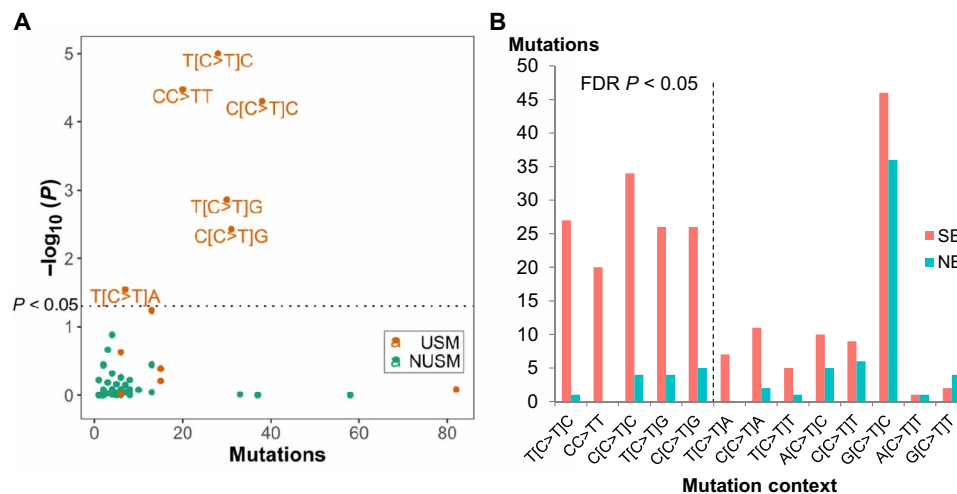 A
5
4
3
2
1
0
–log10 (P)
P < 0.05
T[C>T]C
CC>TT
C[C>T]C
T[C>T]G
C[C>T]G
T[C>T]A
a USM
a NUSM
0 20 40 60 80
Mutations
B
Mutations
50
45
40
35
30
25
20
15
10
5
0
FDR P < 0.05
SE
NE
T[C>T]C
CC>TT
C[C>T]C
T[C>T]G
C[C>T]G
T[C>T]A
C[C>T]A
T[C>T]T
A[C>T]C
C[C>T]T
G[C>T]C
A[C>T]T
G[C>T]T
Mutation context